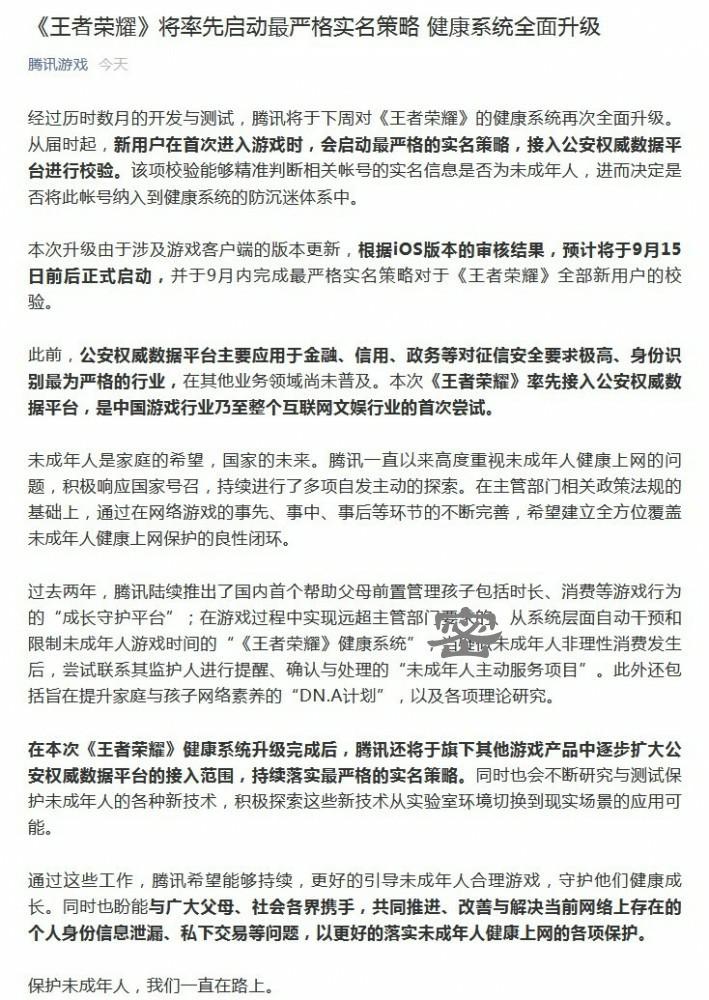 《王者荣耀》将率先启动最严格实名策略 健康系统全面升级
腾讯游戏 今天
经过历时数月的开发与测试，腾讯将于下周对《王者荣耀》的健康系统再次全面升级。
从届时起，新用户在首次进入游戏时，会启动最严格的实名策略，接入公安权威数据平
台进行校验。该项校验能够精准判断相关帐号的实名信息是否为未成年人，进而决定是
否将此帐号纳入到健康系统的防沉迷体系中。
本次升级由于涉及游戏客户端的版本更新，根据iOS版本的审核结果，预计将于9月15
日前后正式启动，并于9月内完成最严格实名策略对于《王者荣耀》全部新用户的校
验。
此前，公安权威数据平台主要应用于金融、信用、政务等对征信安全要求极高、身份识
别最为严格的行业，在其他业务领域尚未普及。本次《王者荣耀》率先接入公安权威数
据平台，是中国游戏行业乃至整个互联网文娱行业的首次尝试。
未成年人是家庭的希望，国家的未来。腾讯一直以来高度重视未成年人健康上网的问
题，积极响应国家号召，持续进行了多项自发主动的探索。在主管部门相关政策法规的
基础上，通过在网络游戏的事先、事中、事后等环节的不断完善，希望建立全方位覆盖
未成年人健康上网保护的良性闭环。
过去两年，腾讯陆续推出了国内首个帮助父母前置管理孩子包括时长、消费等游戏行为
的“成长守护平台”；在游戏过程中实现远超主管部门要求的、从系统层面自动干预和
限制未成年人游戏时间的“《王者荣耀》健康系统”，当疑似未成年人非理性消费发生
后，尝试联系其监护人进行提醒、确认与处理的“未成年人主动服务项目”。此外还包
括旨在提升家庭与孩子网络素养的“DN.A计划”，以及各项理论研究。
在本次《王者荣耀》健康系统升级完成后，腾讯还将于旗下其他游戏产品中逐步扩大公
安权威数据平台的接入范围，持续落实最严格的实名策略。同时也会不断研究与测试保
护未成年人的各种新技术，积极探索这些新技术从实验室环境切换到现实场景的应用可
能。
通过这些工作，腾讯希望能够持续，更好的引导未成年人合理游戏，守护他们健康成
长。同时也盼能与广大父母、社会各界携手，共同推进、改善与解决当前网络上存在的
个人身份信息泄漏、私下交易等问题，以更好的落实未成年人健康上网的各项保护。
保护未成年人，我们一直在路上。